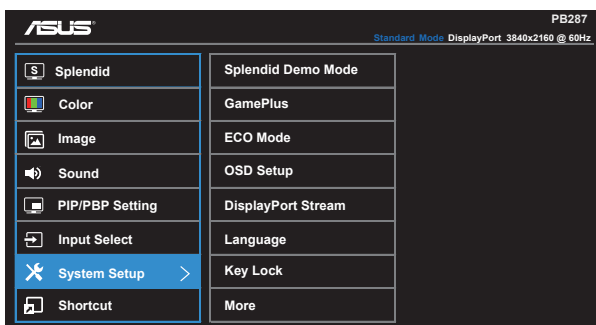 ASUS
PB287
Standard Mode DisplayPort 3840x2160 @ 60Hz
S Splendid
Color
Image
Sound
PIP/PBP Setting
Input Select
System Setup >
Shortcut
Splendid Demo Mode
GamePlus
ECO Mode
OSD Setup
DisplayPort Stream
Language
Key Lock
More